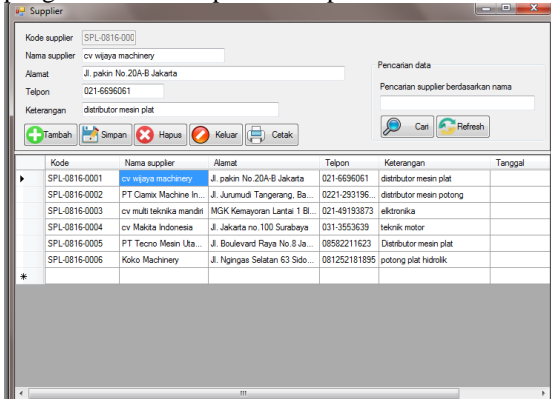 Supplier
Kode supplier SPL-0816-000
Nama supplier cv wijaya machinery
Alamat Jl. pakin No.20A-B Jakarta
Telpon 021-6696061
Keterangan distributor mesin plat
Tambah Simpan Hapus Keluar Cetak
Pencarian data
Pencarian supplier berdasarkan nama
Cari Refresh
Kode Nama supplier Alamat Telpon Keterangan Tanggal
SPL-0816-0001 cv wijaya machinery Jl. pakin No.20A-B Jakarta 021-6696061 distributor mesin plat
SPL-0816-0002 PT Ciamix Machine In... Jl. Jurumudi Tangerang, Ba... 0221-293196... distributor mesin potong
SPL-0816-0003 cv multi teknika mandiri MGK Kemayoran Lantai 1 Bl... 021-49193873 elktronika
SPL-0816-0004 cv Makita Indonesia Jl. Jakarta no.100 Surabaya 031-3553639 teknik motor
SPL-0816-0005 PT Tecno Mesin Uta... Jl. Boulevard Raya No.8 Ja... 08582211623 Distributor mesin plat
SPL-0816-0006 Koko Machinery Jl. Ngingas Selatan 63 Sido... 081252181895 potong plat hidrolik